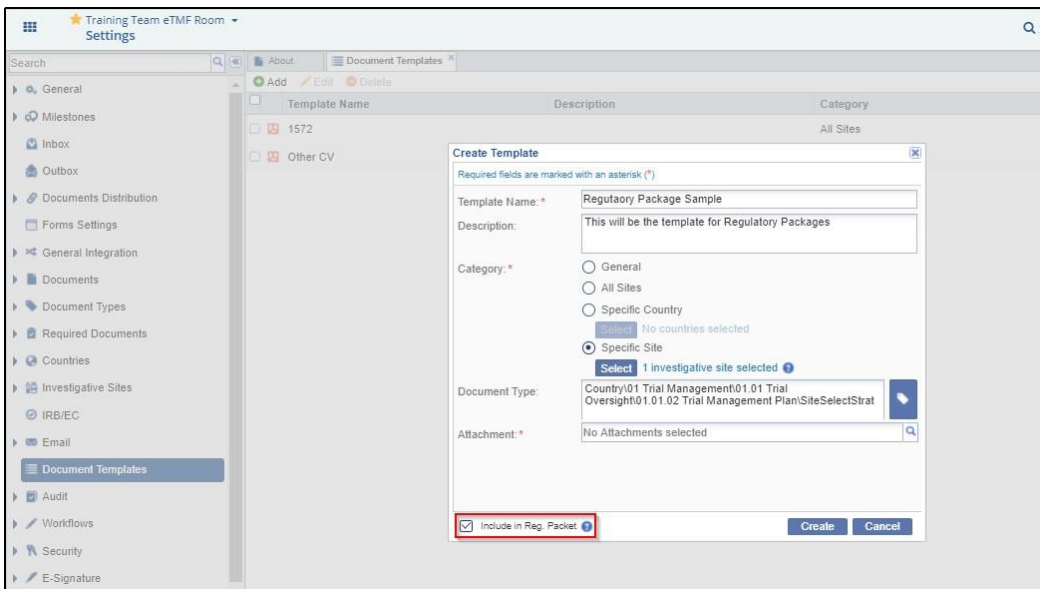 Training Team eTMF Room
Settings
Search
General
Milestones
Inbox
Outbox
Documents Distribution
Forms Settings
General Integration
Documents
Document Types
Required Documents
Countries
Investigative Sites
IRB/EC
Email
Document Templates
Audit
Workflows
Security
E-Signature
About
Document Templates
Add Edit Delete
Template Name Description Category
1572 All Sites
Other CV
Create Template
Required fields are marked with an asterisk (*)
Template Name: * Regutaory Package Sample
Description: This will be the template for Regulatory Packages
Category: * General
All Sites
Specific Country
Select No countries selected
Specific Site
Select 1 investigative site selected ?
Document Type: Country\01 Trial Management\01.01 Trial
Oversight\01.01.02 Trial Management Plan\SiteSelectStrat
Attachment: * No Attachments selected
Include in Reg. Packet ?
Create Cancel